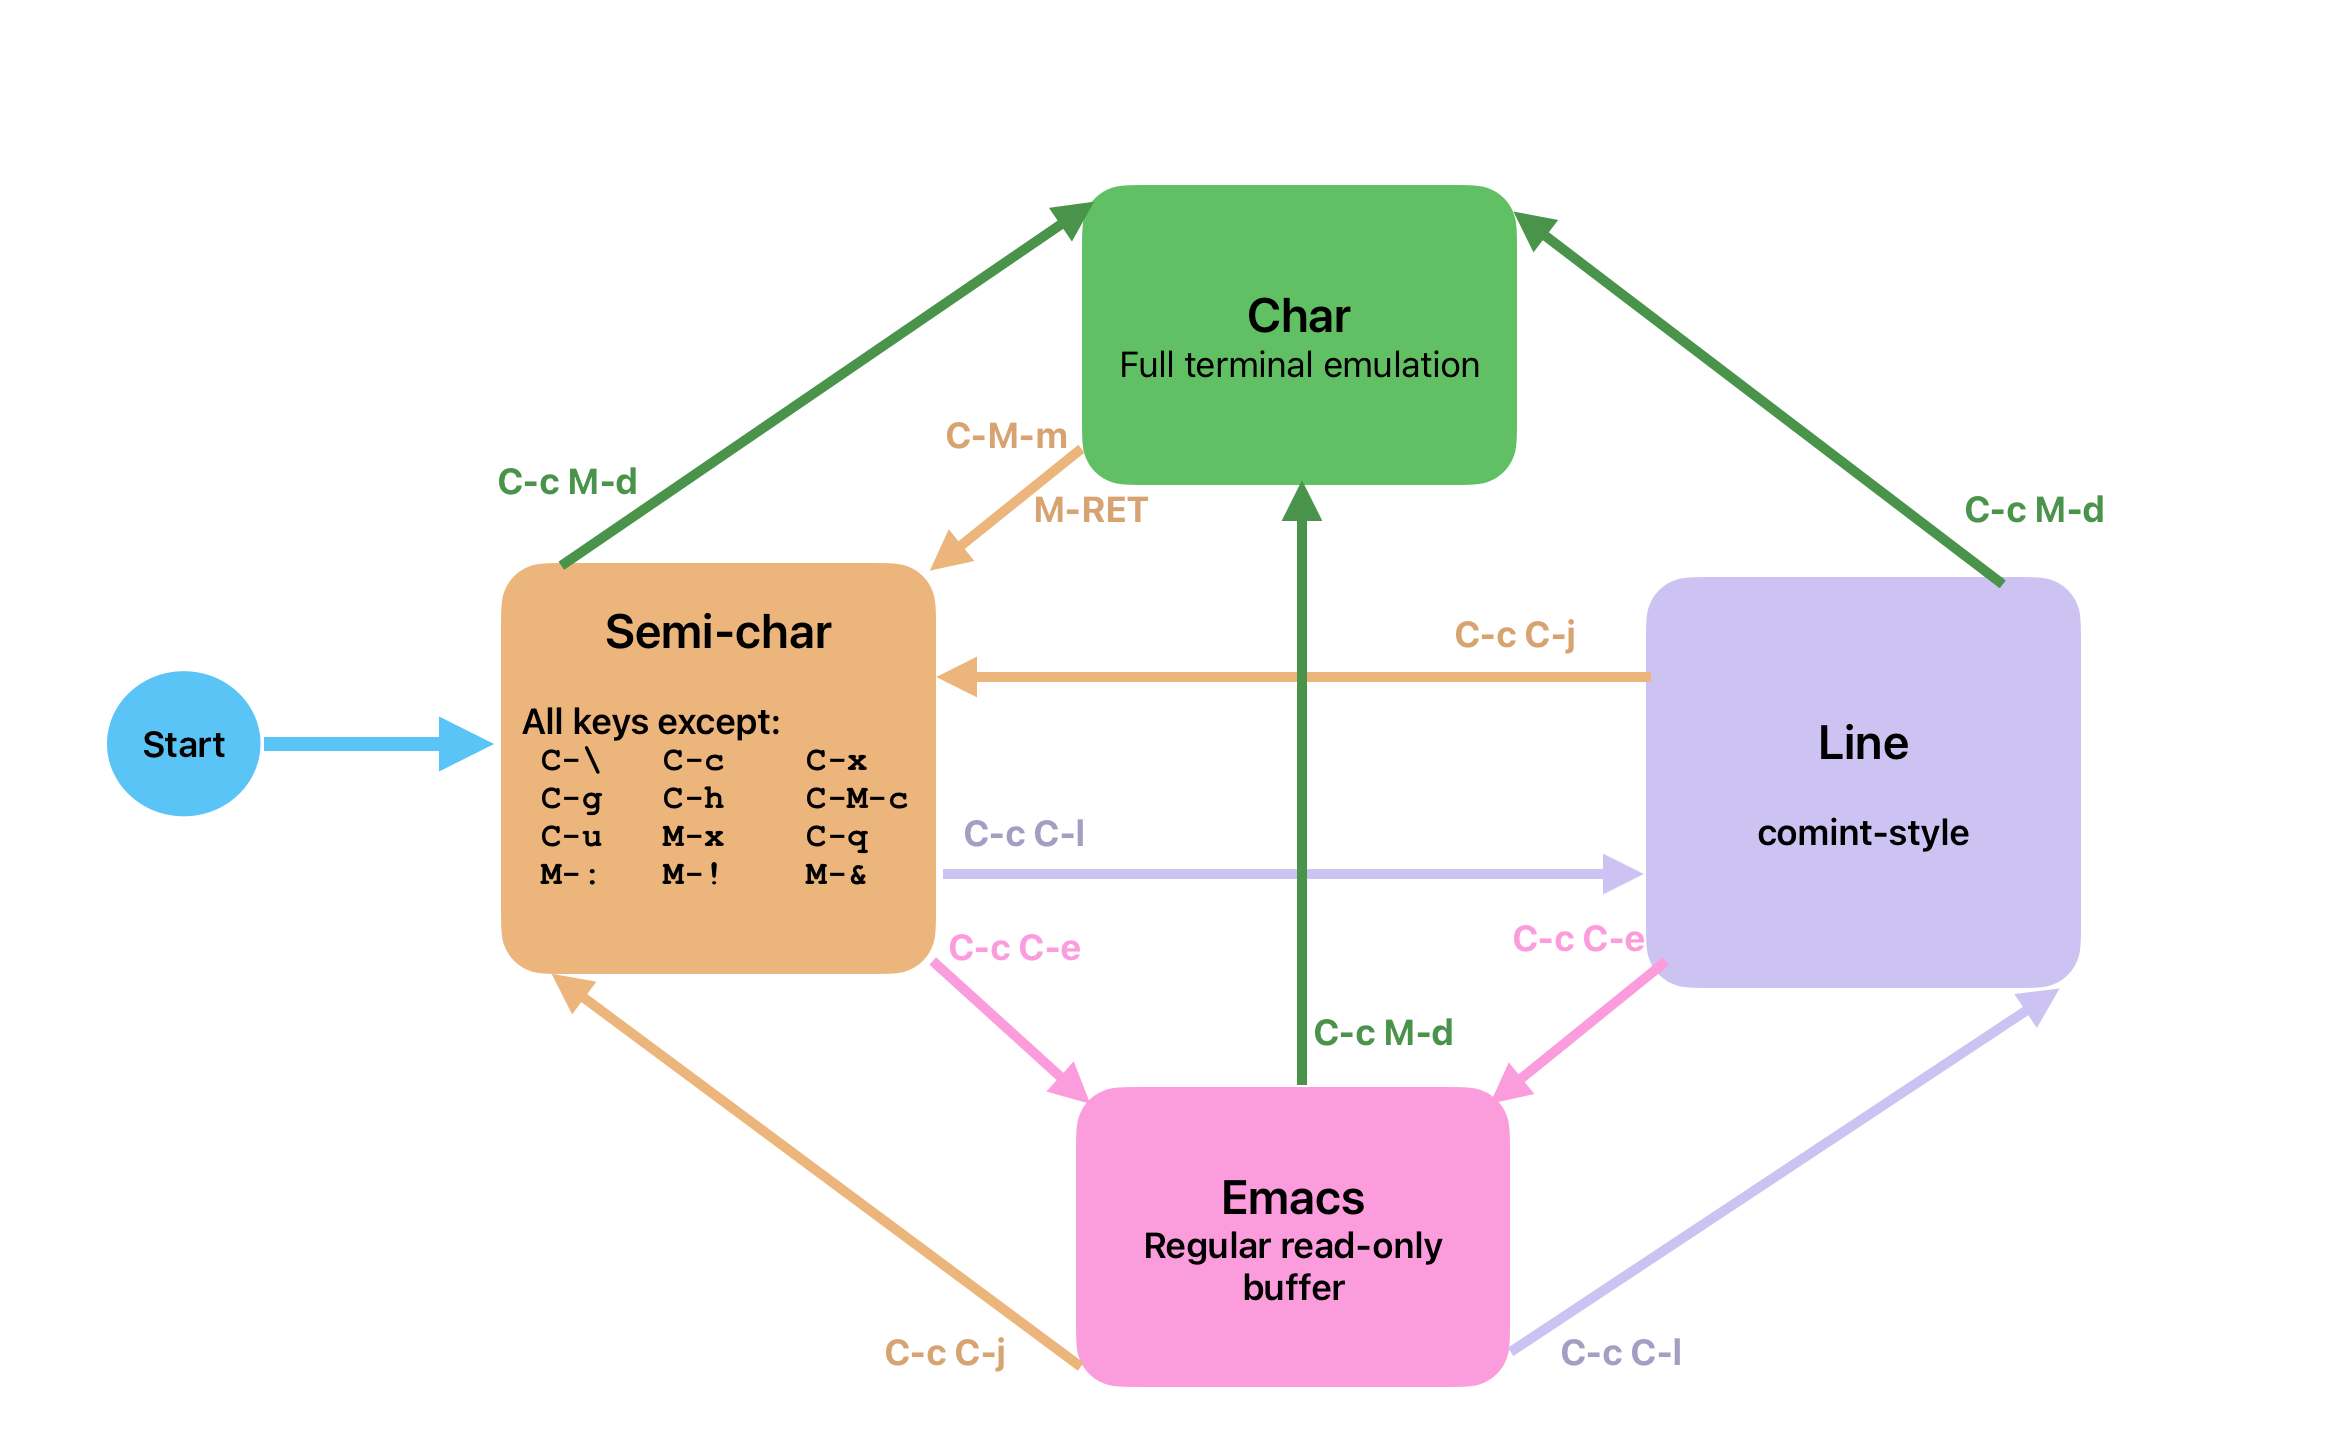 Char
Full terminal emulation
C-M-m
C-c M-d
M-RET
C-c M-d
Semi-char
C-c C-j
All keys except:
C-\ C-c C-x
C-g C-h C-M-c
C-u M-x C-q
M-: M-! M-&
Start
Line
comint-style
C-c C-l
C-c C-e
C-c C-e
C-c M-d
Emacs
Regular read-only
buffer
C-c C-j
C-c C-l